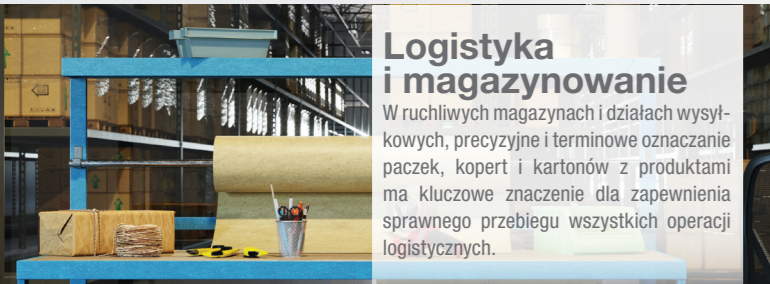 Logistyka
i magazynowanie
W ruchliwych magazynach i działach wysył-
kowych, precyzyjne i terminowe oznaczanie
paczek, kopert i kartonów z produktami
ma kluczowe znaczenie dla zapewnienia
sprawnego przebiegu wszystkich operacji
logistycznych.